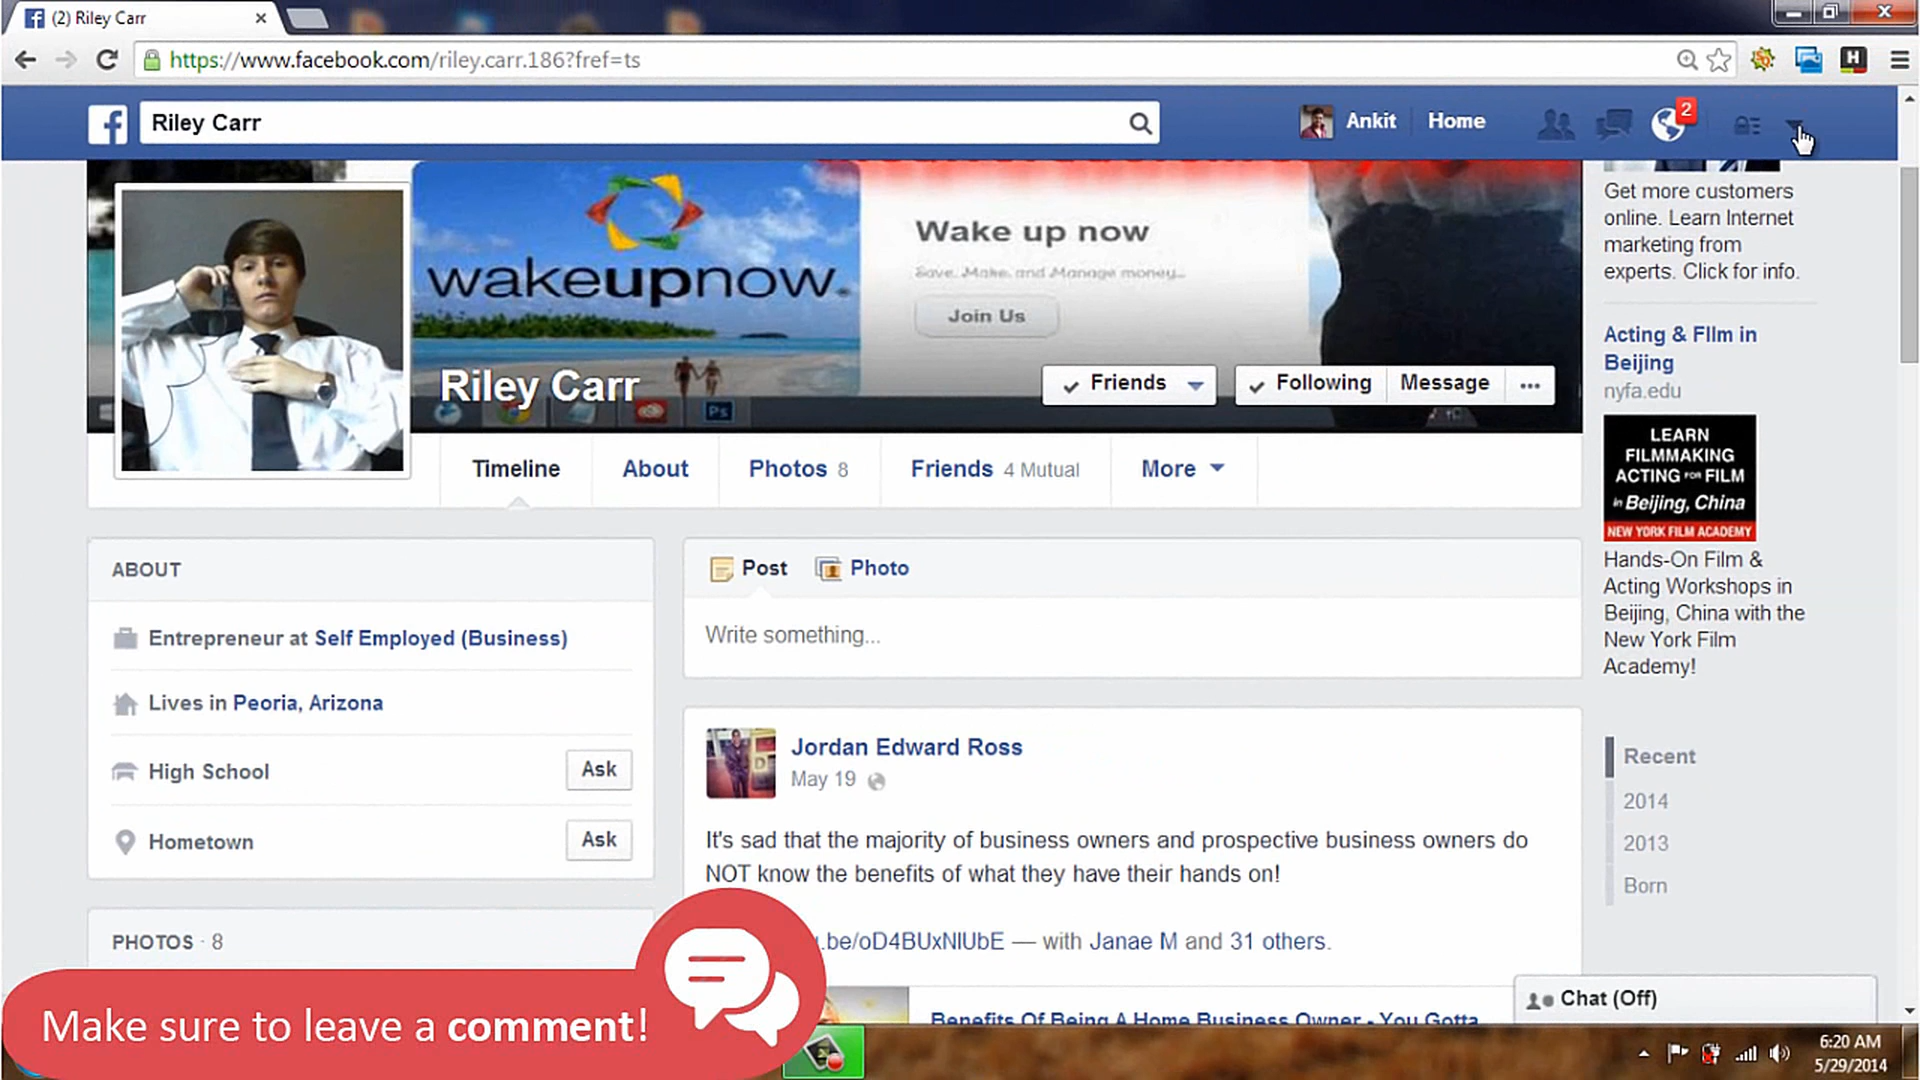 (2) Riley Carr
https://www.facebook.com/riley.carr.186?fref=ts
Riley Carr
Ankit
Home
2
wakeupnow.
Wake up now
Save, Make, and Manage money...
Join Us
Riley Carr
Friends
Following
Message
Ps
Timeline
About
Photos 8
Friends 4 Mutual
More
ABOUT
Entrepreneur at Self Employed (Business)
Lives in Peoria, Arizona
High School
Ask
Hometown
Ask
PHOTOS · 8
Post
Photo
Write something...
Jordan Edward Ross
May 19
It's sad that the majority of business owners and prospective business owners do
NOT know the benefits of what they have their hands on!
.be/oD4BUxNlUbE — with Janae M and 31 others.
Benefits Of Being A Home Business Owner - You Gotta
Get more customers
online. Learn Internet
marketing from
experts. Click for info.
Acting & FIlm in
Beijing
nyfa.edu
LEARN
FILMMAKING
ACTING FOR FILM
in Beijing, China
NEW YORK FILM ACADEMY
Hands-On Film &
Acting Workshops in
Beijing, China with the
New York Film
Academy!
Recent
2014
2013
Born
Chat (Off)
Make sure to leave a comment!
6:20 AM
5/29/2014